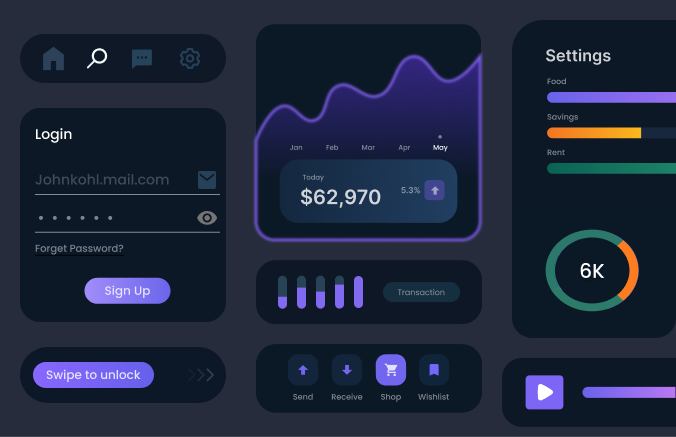 Login
Johnkohl.mail.com
Forget Password?
Sign Up
Swipe to unlock
Jan Feb Mar Apr May
Today
$62,970 5.3%
Transaction
Send Receive Shop Wishlist
Settings
Food
Savings
Rent
6K